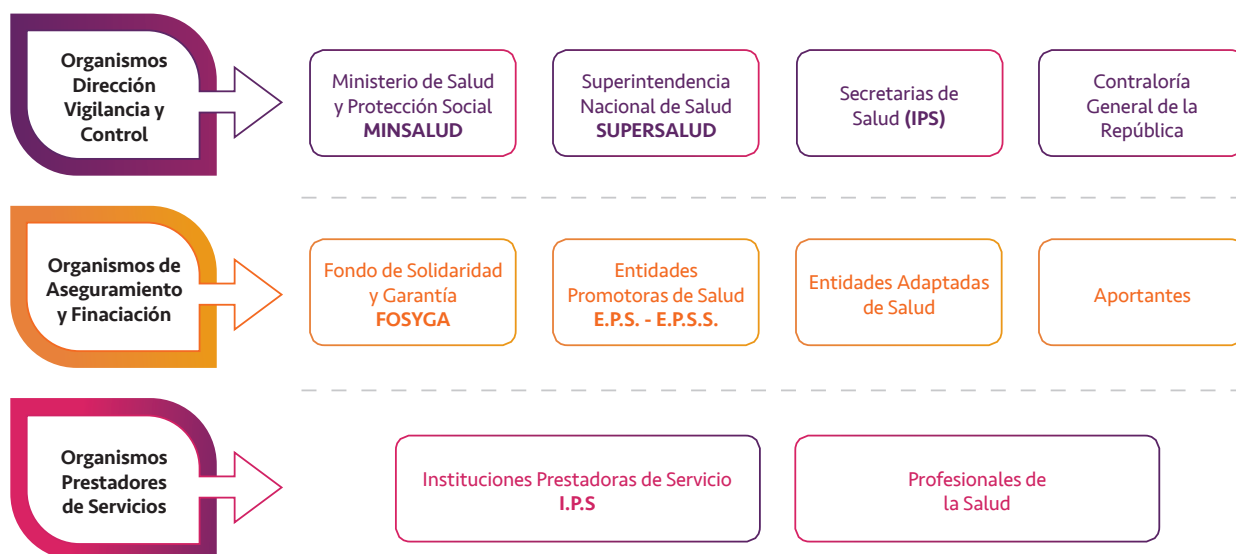 Organismos
Dirección
Vigilancia y
Control
Ministerio de Salud
y Protección Social
MINSALUD
Superintendencia
Nacional de Salud
SUPERSALUD
Secretarias de
Salud (IPS)
Contraloría
General de la
República
Organismos de
Aseguramiento
y Finaciación
Fondo de Solidaridad
y Garantía
FOSYGA
Entidades
Promotoras de Salud
E.P.S. - E.P.S.S.
Entidades Adaptadas
de Salud
Aportantes
Organismos
Prestadores
de Servicios
Instituciones Prestadoras de Servicio
I.P.S
Profesionales de
la Salud